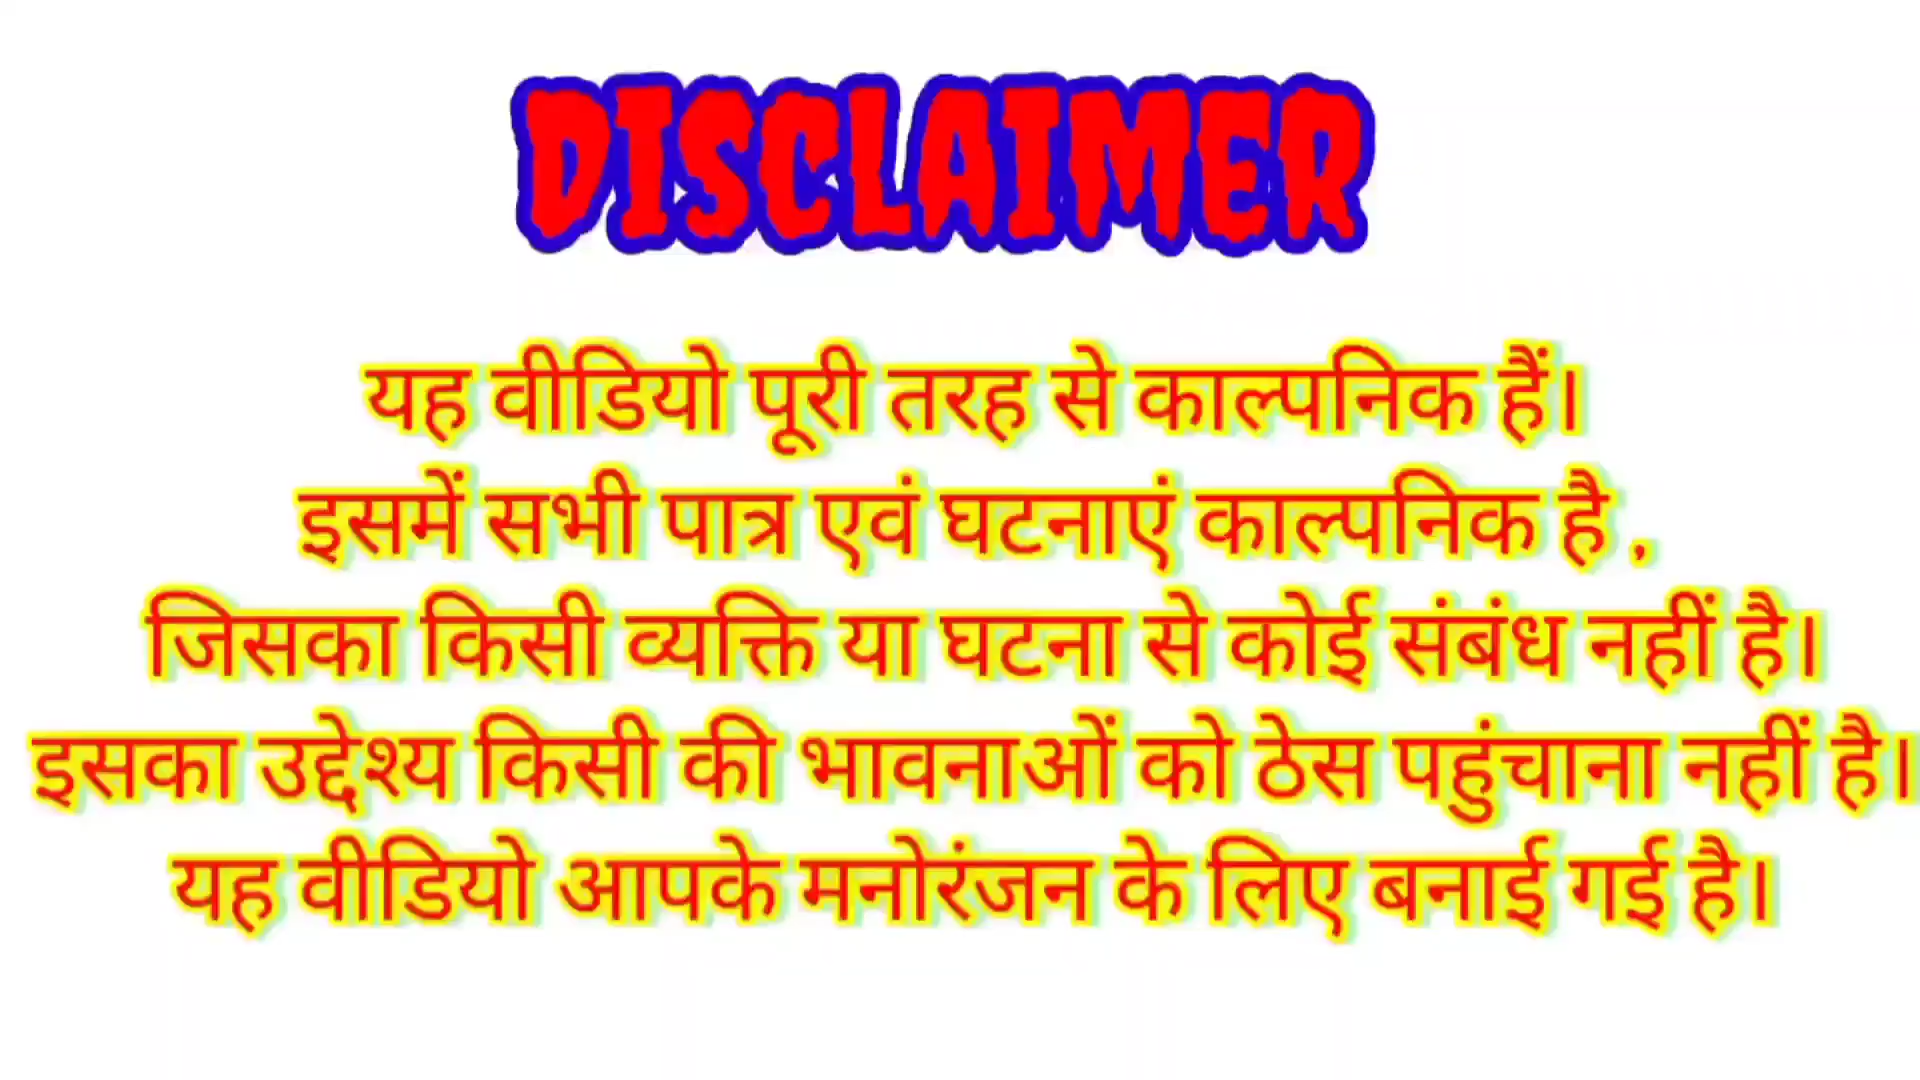 DISCLAIMER
यह वीडियो पूरी तरह से काल्पनिक हैं।
इसमें सभी पात्र एवं घटनाएं काल्पनिक है ,
जिसका किसी व्यक्ति या घटना से कोई संबंध नहीं है।
इसका उद्देश्य किसी की भावनाओं को ठेस पहुंचाना नहीं है।
यह वीडियो आपके मनोरंजन के लिए बनाई गई है।